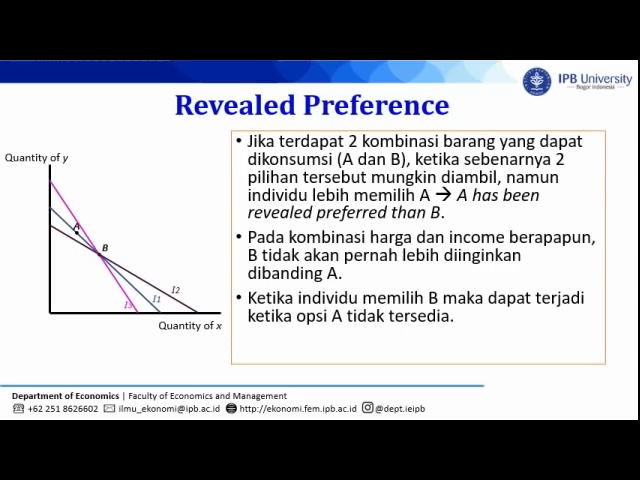 IPB University
Bogor Indonesia
Revealed Preference
Quantity of y
A
B
I2
I1
I3
Quantity of x
• Jika terdapat 2 kombinasi barang yang dapat
dikonsumsi (A dan B), ketika sebenarnya 2
pilihan tersebut mungkin diambil, namun
individu lebih memilih A → A has been
revealed preferred than B.
• Pada kombinasi harga dan income berapapun,
B tidak akan pernah lebih diinginkan
dibanding A.
• Ketika individu memilih B maka dapat terjadi
ketika opsi A tidak tersedia.
Department of Economics | Faculty of Economics and Management
+62 251 8626602 ilmu_ekonomi@ipb.ac.id http://ekonomi.fem.ipb.ac.id @dept.ieipb